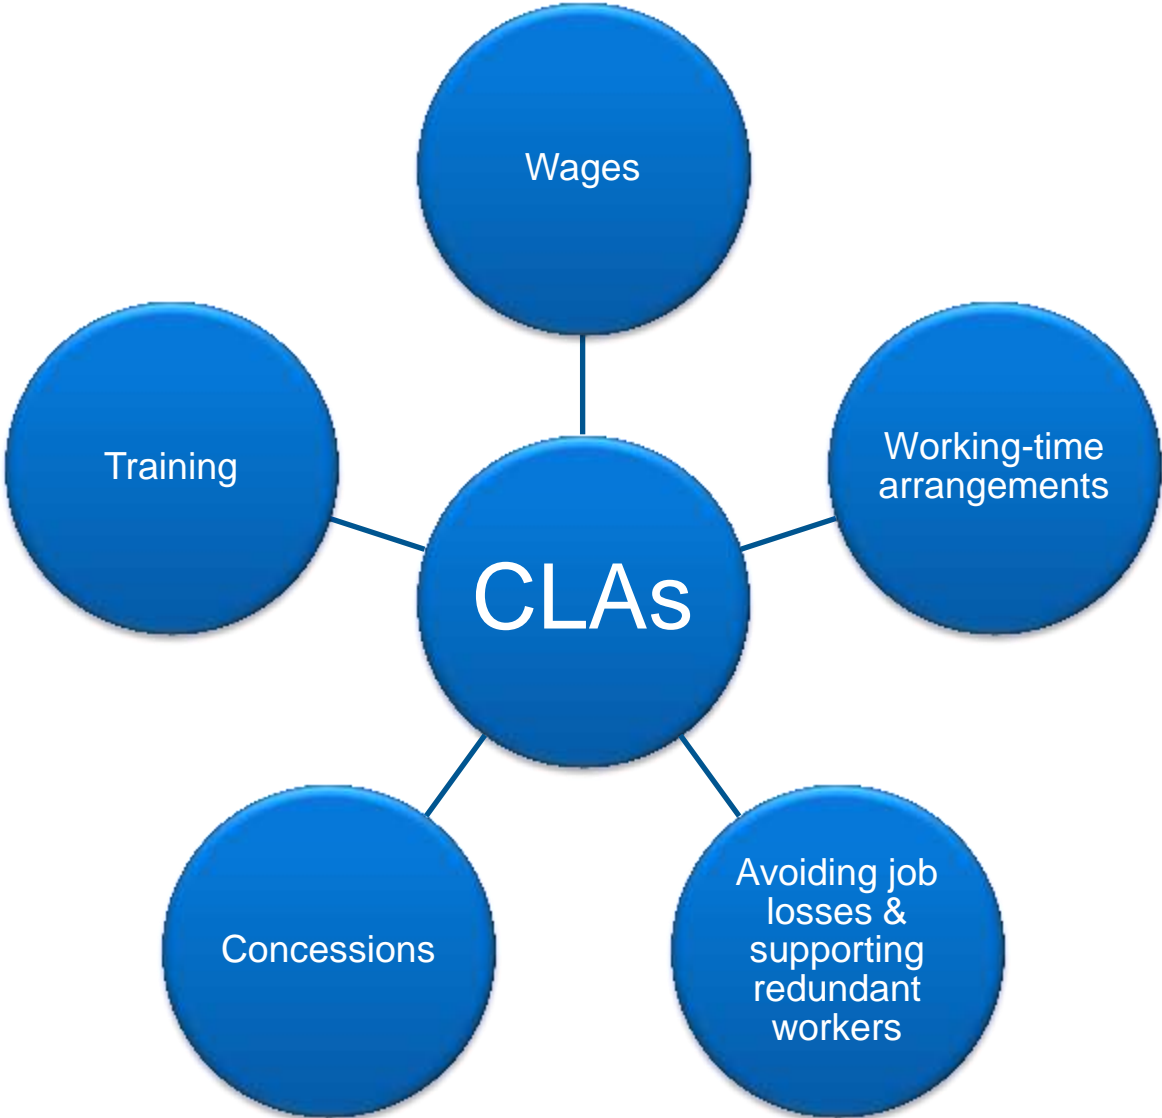 Wages
Working-time
arrangements
Training
CLAs
Avoiding job
losses &
supporting
redundant
workers
Concessions